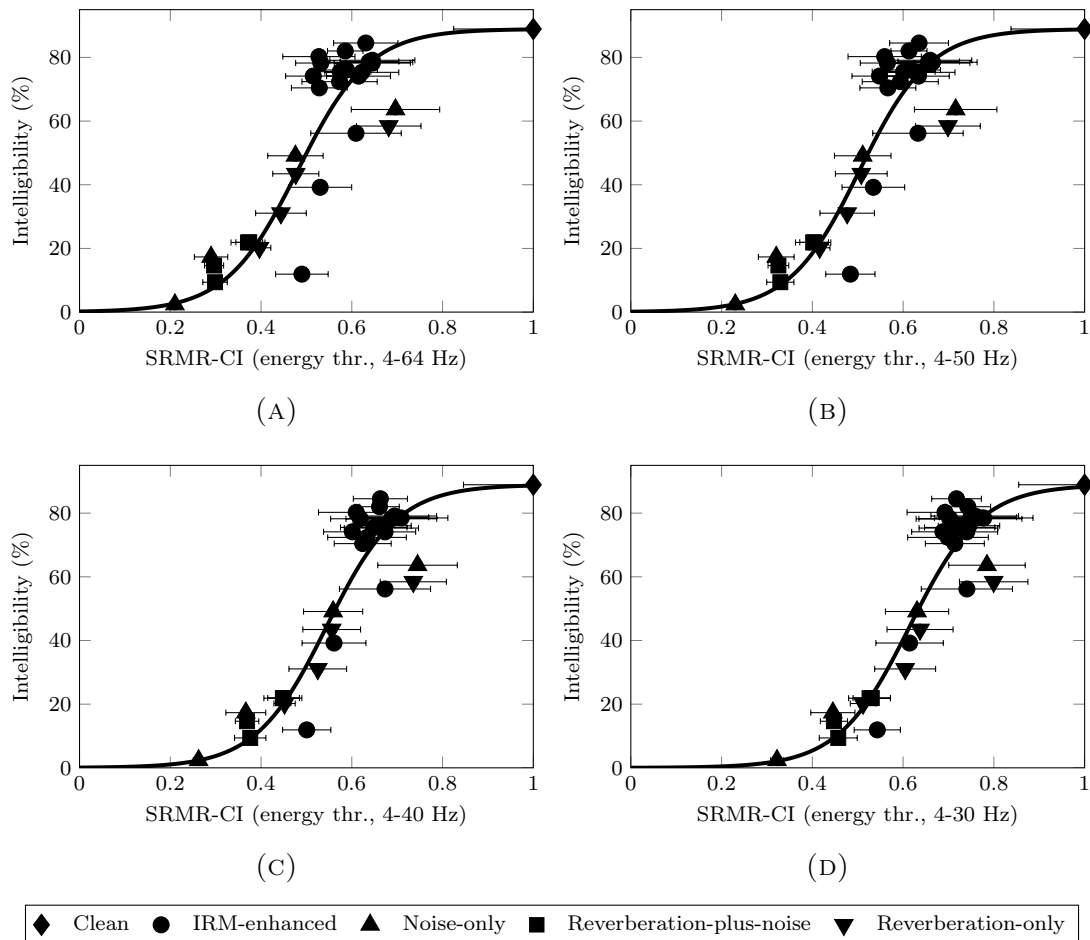 80
60
40
20
0
Intelligibility (%)
0 0.2 0.4 0.6 0.8 1
SRMR-CI (energy thr., 4-64 Hz)
(A)
80
60
40
20
0
Intelligibility (%)
0 0.2 0.4 0.6 0.8 1
SRMR-CI (energy thr., 4-50 Hz)
(B)
80
60
40
20
0
Intelligibility (%)
0 0.2 0.4 0.6 0.8 1
SRMR-CI (energy thr., 4-40 Hz)
(C)
80
60
40
20
0
Intelligibility (%)
0 0.2 0.4 0.6 0.8 1
SRMR-CI (energy thr., 4-30 Hz)
(D)
Clean IRM-enhanced Noise-only Reverberation-plus-noise Reverberation-only